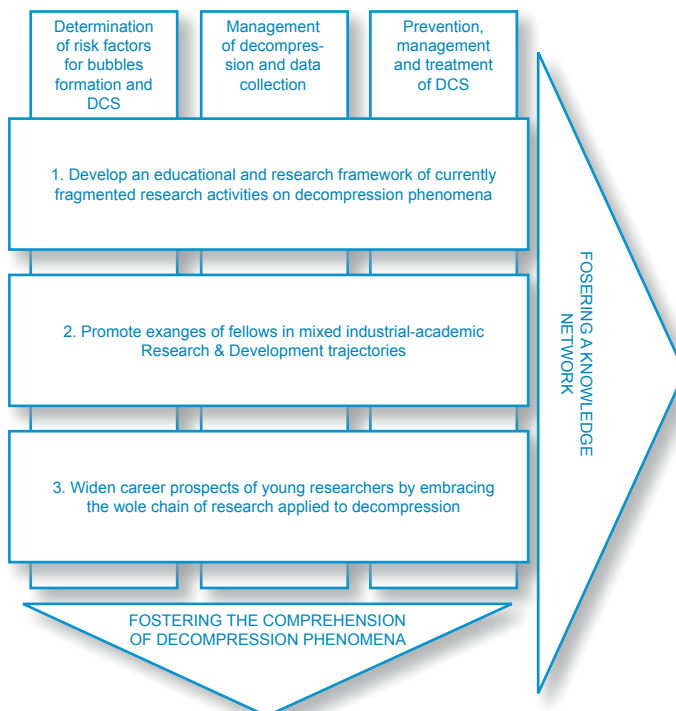 Determination
of risk factors
for bubbles
formation and
DCS
Management
of decompres-
sion and data
collection
Prevention,
management
and treatment
of DCS
1. Develop an educational and research framework of currently
fragmented research activities on decompression phenomena
2. Promote exanges of fellows in mixed industrial-academic
Research & Development trajectories
3. Widen career prospects of young researchers by embracing
the wole chain of research applied to decompression
FOSERING A KNOWLEDGE
NETWORK
FOSTERING THE COMPREHENSION
OF DECOMPRESSION PHENOMENA